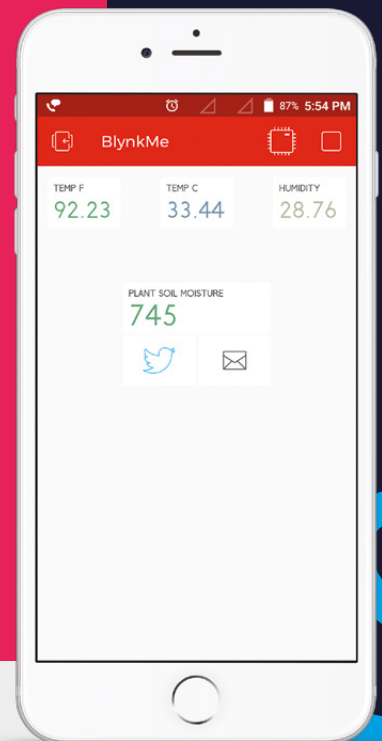 87% 5:54 PM
BlynkMe
TEMP F TEMP C HUMIDITY
92.23 33.44 28.76
PLANT SOIL MOISTURE
745